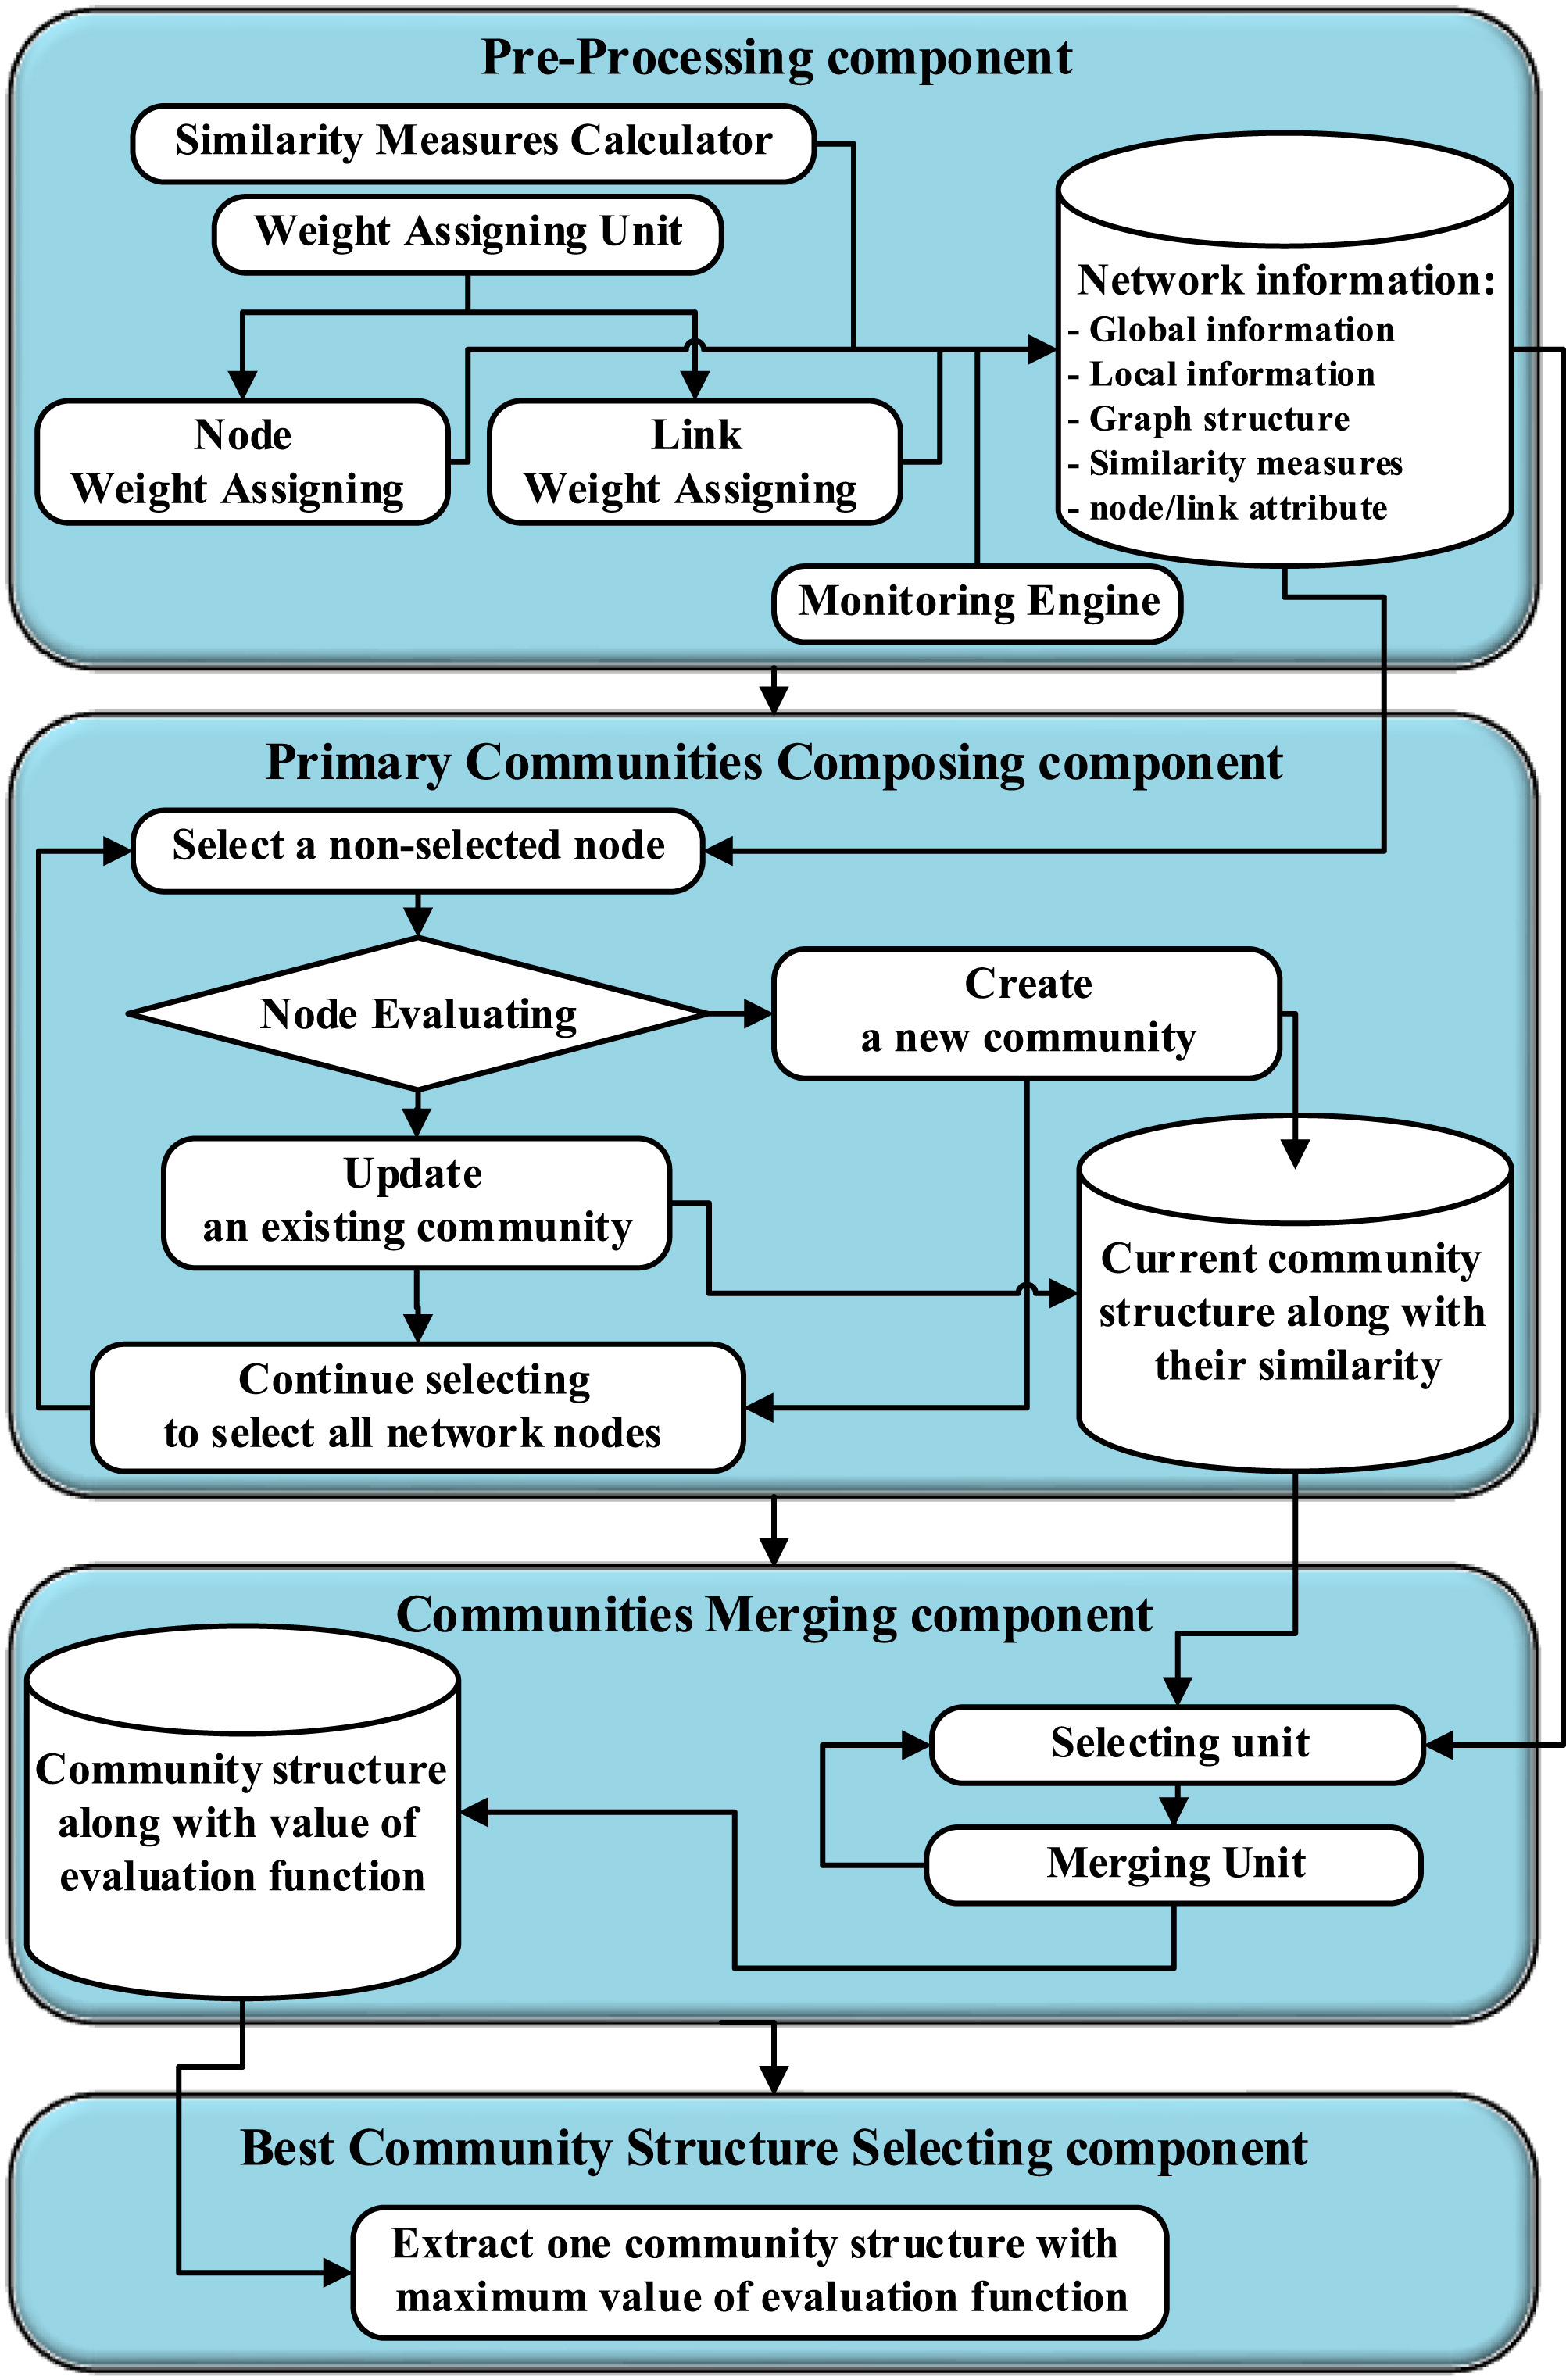 Pre-Processing component
Similarity Measures Calculator
Weight Assigning Unit
Node
Weight Assigning
Link
Weight Assigning
Monitoring Engine
Network information:
- Global information
- Local information
- Graph structure
- Similarity measures
- node/link attribute
Primary Communities Composing component
Select a non-selected node
Node Evaluating
Create
a new community
Update
an existing community
Continue selecting
to select all network nodes
Current community
structure along with
their similarity
Communities Merging component
Community structure
along with value of
evaluation function
Selecting unit
Merging Unit
Best Community Structure Selecting component
Extract one community structure with
maximum value of evaluation function